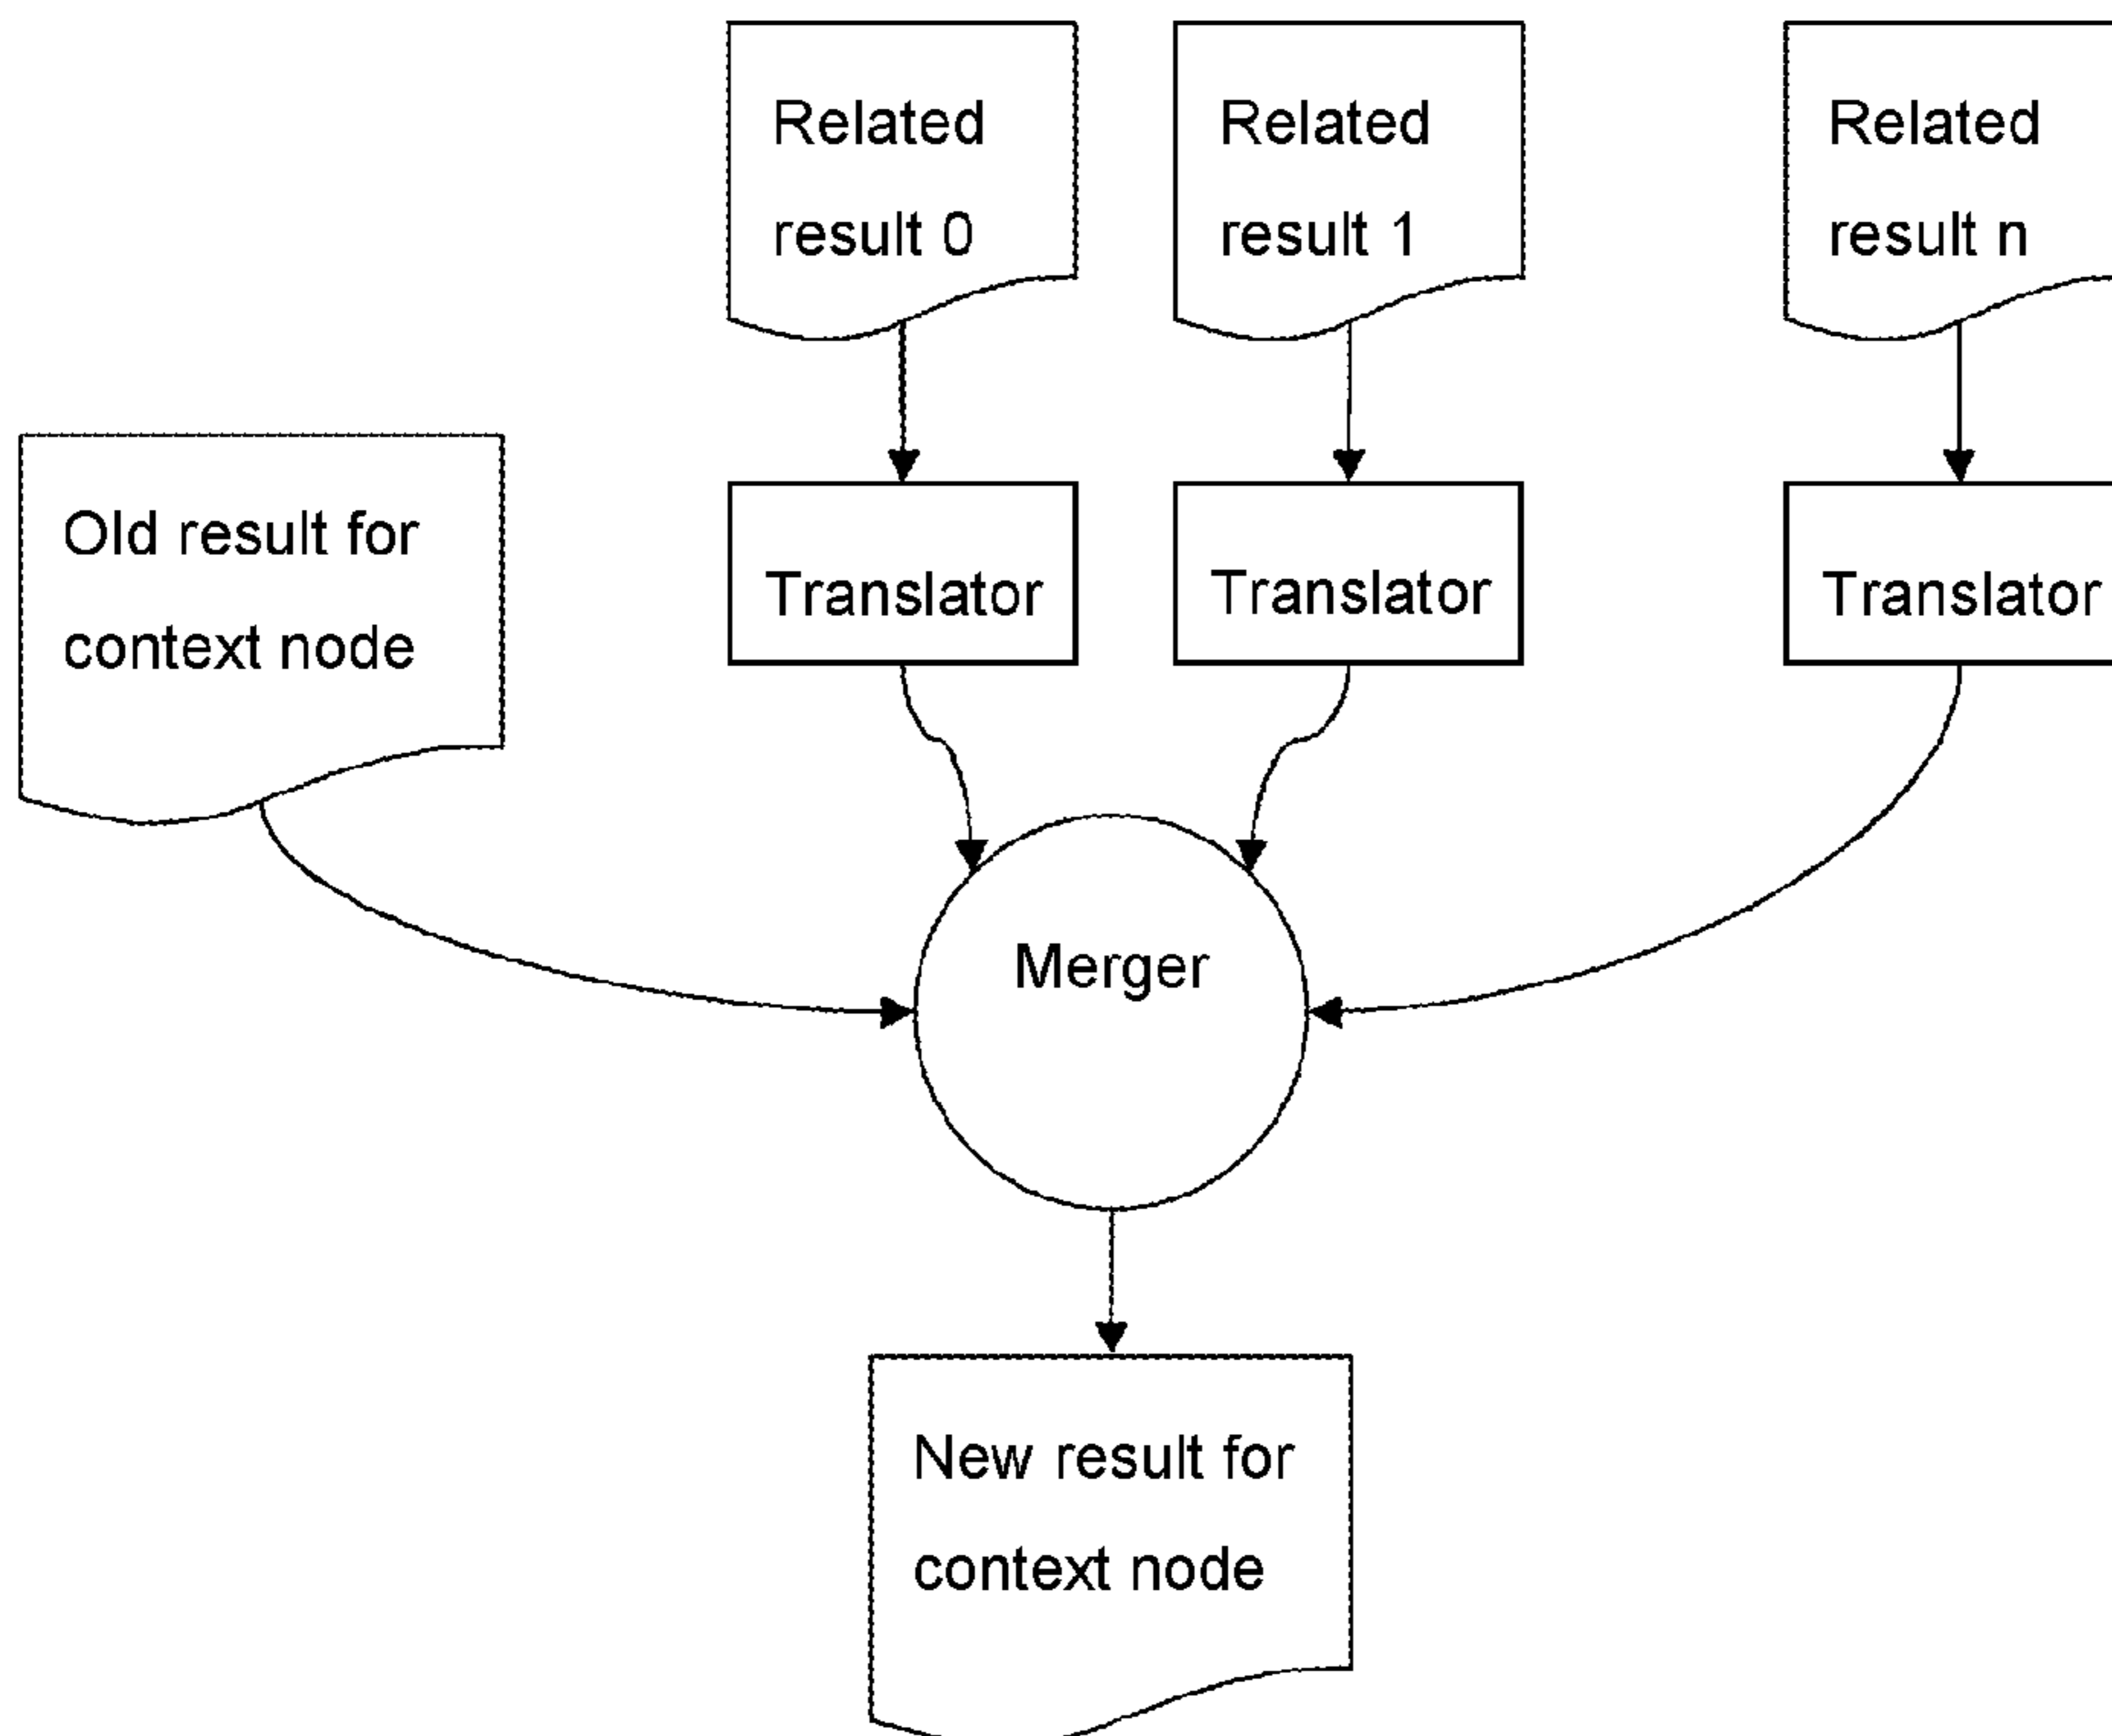 Related
result 0
Related
result 1
Related
result n
Old result for
context node
Translator
Translator
Translator
Merger
New result for
context node